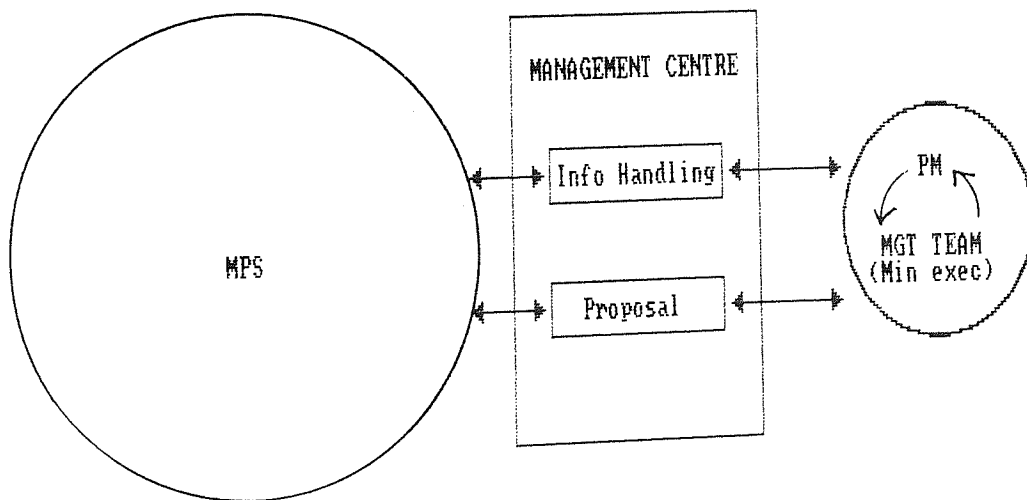 MANAGEMENT CENTRE
Info Handling
PM
MPS
MGT TEAM
(Min exec)
Proposal